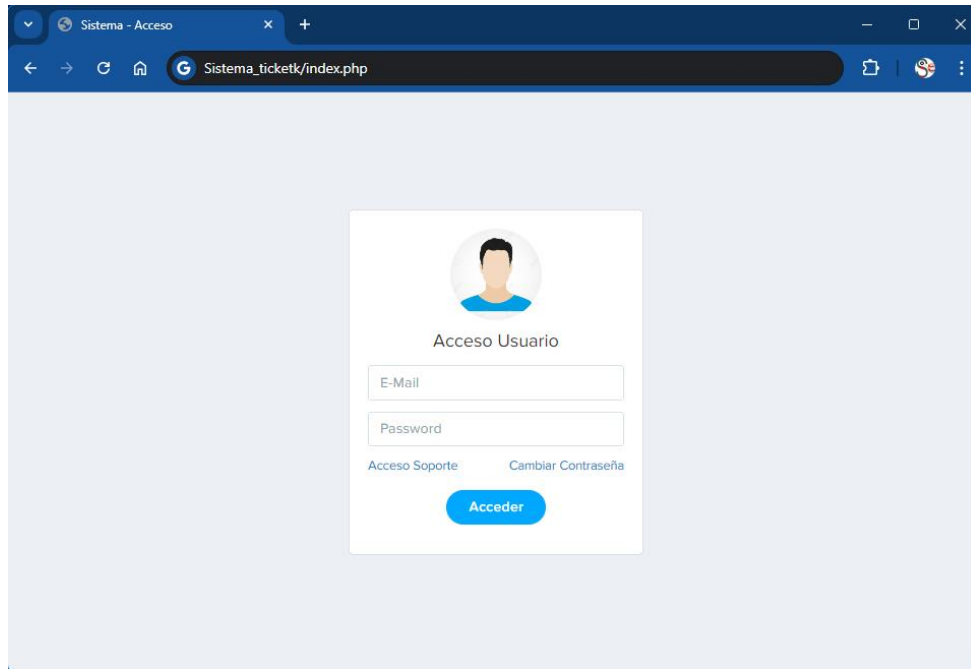 Sistema - Acceso
Sistema_ticketk/index.php
Acceso Usuario
E-Mail
Password
Acceso Soporte Cambiar Contraseña
Acceder